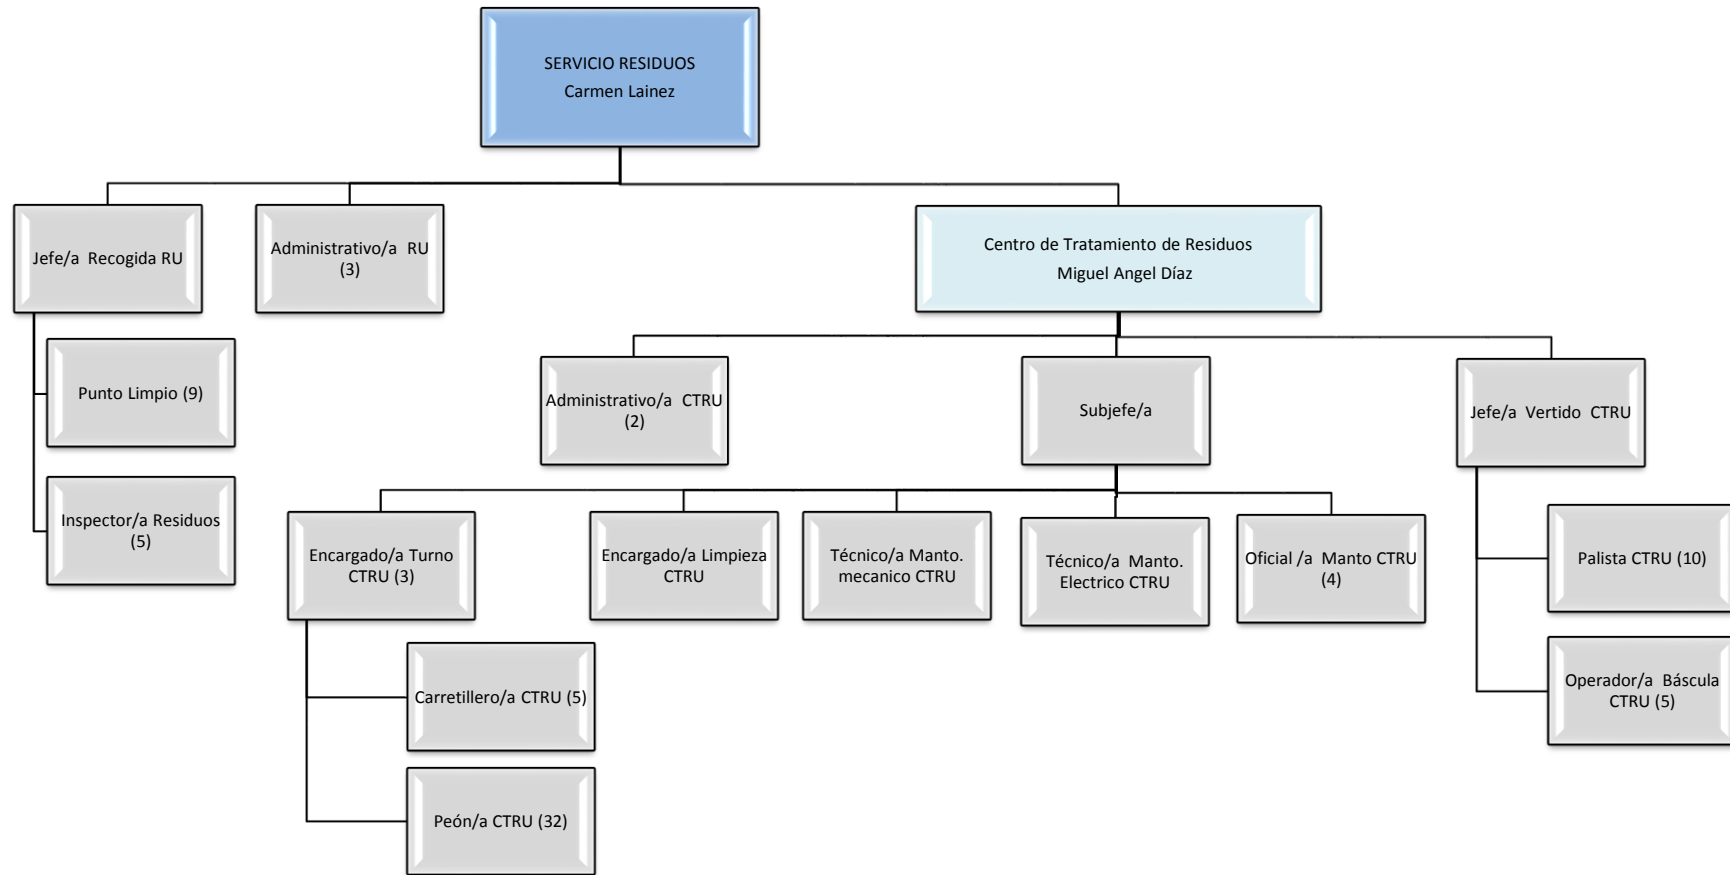 SERVICIO RESIDUOS
Carmen Lainez
Jefe/a Recogida RU
Administrativo/a RU
(3)
Centro de Tratamiento de Residuos
Miguel Angel Díaz
Punto Limpio (9)
Inspector/a Residuos
(5)
Administrativo/a CTRU
(2)
Subjefe/a
Jefe/a Vertido CTRU
Encargado/a Turno
CTRU (3)
Encargado/a Limpieza
CTRU
Técnico/a Manto.
mecanico CTRU
Técnico/a Manto.
Electrico CTRU
Oficial /a Manto CTRU
(4)
Palista CTRU (10)
Operador/a Báscula
CTRU (5)
Carretillero/a CTRU (5)
Peón/a CTRU (32)